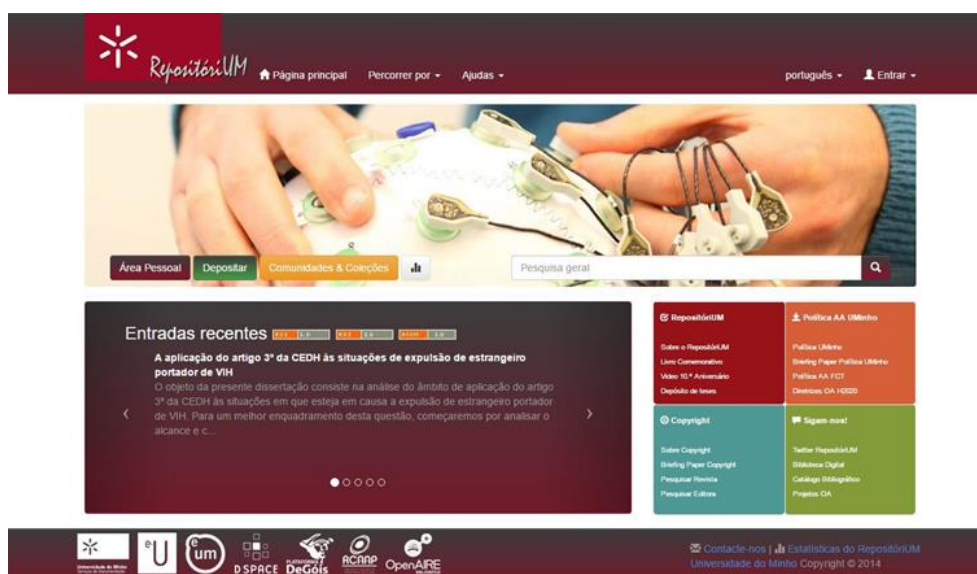 RepositóriUM
Página principal
Percorrer por
Ajudas
português
Entrar
Área Pessoal
Depositar
Comunidades & Coleções
Pesquisa geral
Entradas recentes
A aplicação do artigo 3º da CEDH às situações de expulsão de estrangeiro
portador de VIH
O objeto da presente dissertação consiste na análise do âmbito de aplicação do artigo
3º da CEDH às situações em que esteja em causa a expulsão de estrangeiro portador
de VIH. Para um melhor enquadramento desta questão, começaremos por analisar o
alcance e c...
RepositóriUM
Sobre o RepositóriUM
Livro Comemorativo
Video 10.º Aniversário
Depósito de teses
Política AA UMinho
Política UMinho
Briefing Paper Política UMinho
Política AA FCT
Diretrizes OA H2020
Copyright
Sobre Copyright
Briefing Paper Copyright
Pesquisar Revista
Pesquisar Editora
Sigam-nos!
Twitter RepositóriUM
Biblioteca Digital
Catálogo Bibliográfico
Projetos OA
Universidade do Minho
Serviços de Documentação
eU
eum
DSPACE
PLATAFORMA
DeGóis
RCAAP
OpenAIRE
Contacte-nos | Estatísticas do RepositóriUM
Universidade do Minho Copyright © 2014